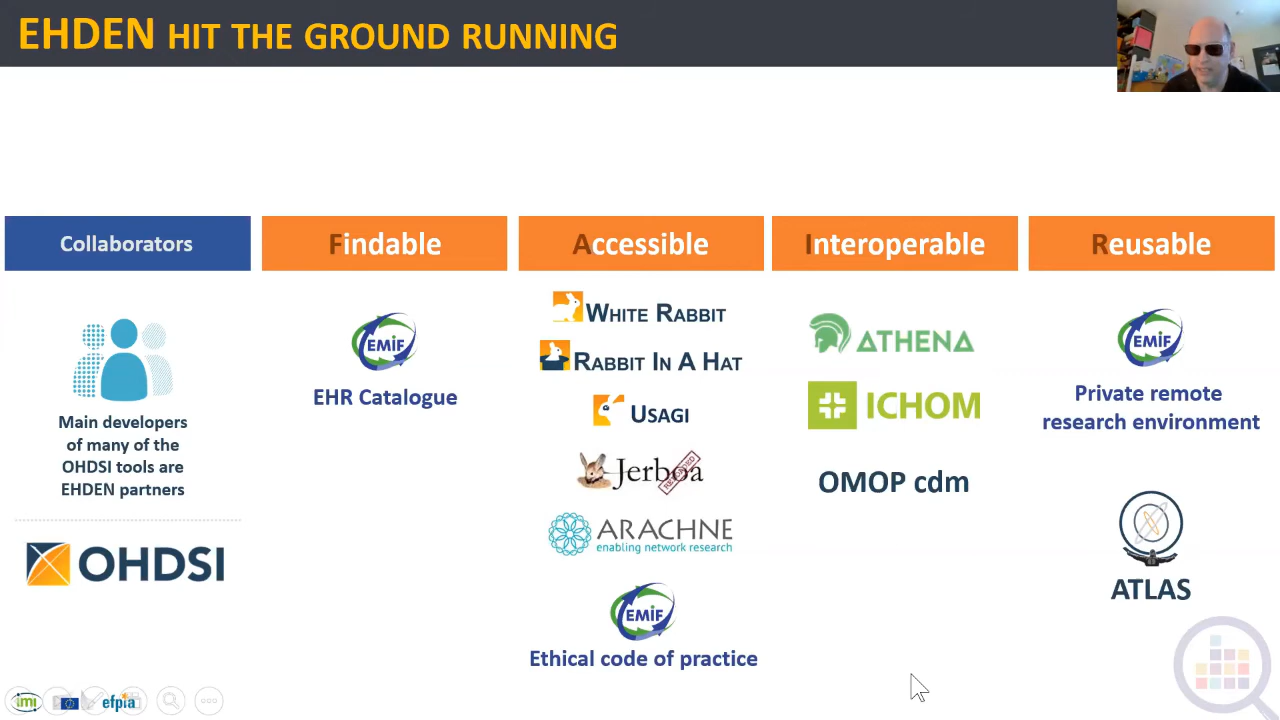 EHDEN HIT THE GROUND RUNNING
Collaborators
Findable
Accessible
Interoperable
Reusable
Main developers
of many of the
OHDSI tools are
EHDEN partners
OHDSI
EMiF
EHR Catalogue
WHITE RABBIT
RABBIT IN A HAT
USAGI
Jerboa
ARACHNE
enabling network research
EMiF
Ethical code of practice
ATHENA
ICHOM
OMOP cdm
EMiF
Private remote
research environment
ATLAS
imi
efpia